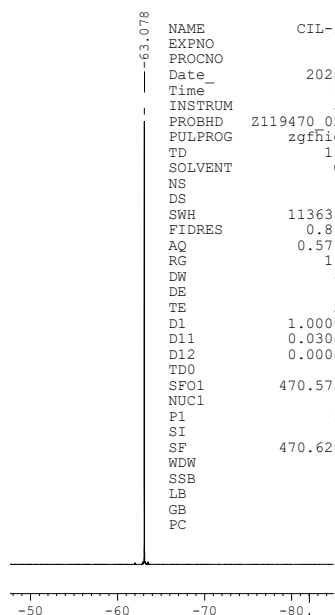 -63.078
NAME CIL-
EXPNO
PROCNO
Date_ 202
Time
INSTRUM
PROBHD Z119470_0
PULPROG zgfhi
TD 1
SOLVENT
NS
DS
SWH 11363
FIDRES 0.8
AQ 0.57
RG 1
DW
DE
TE
D1 1.000
D11 0.030
D12 0.000
TD0
SFO1 470.57
NUC1
P1
SI
SF 470.62
WDW
SSB
LB
GB
PC
-50 -60 -70 -80